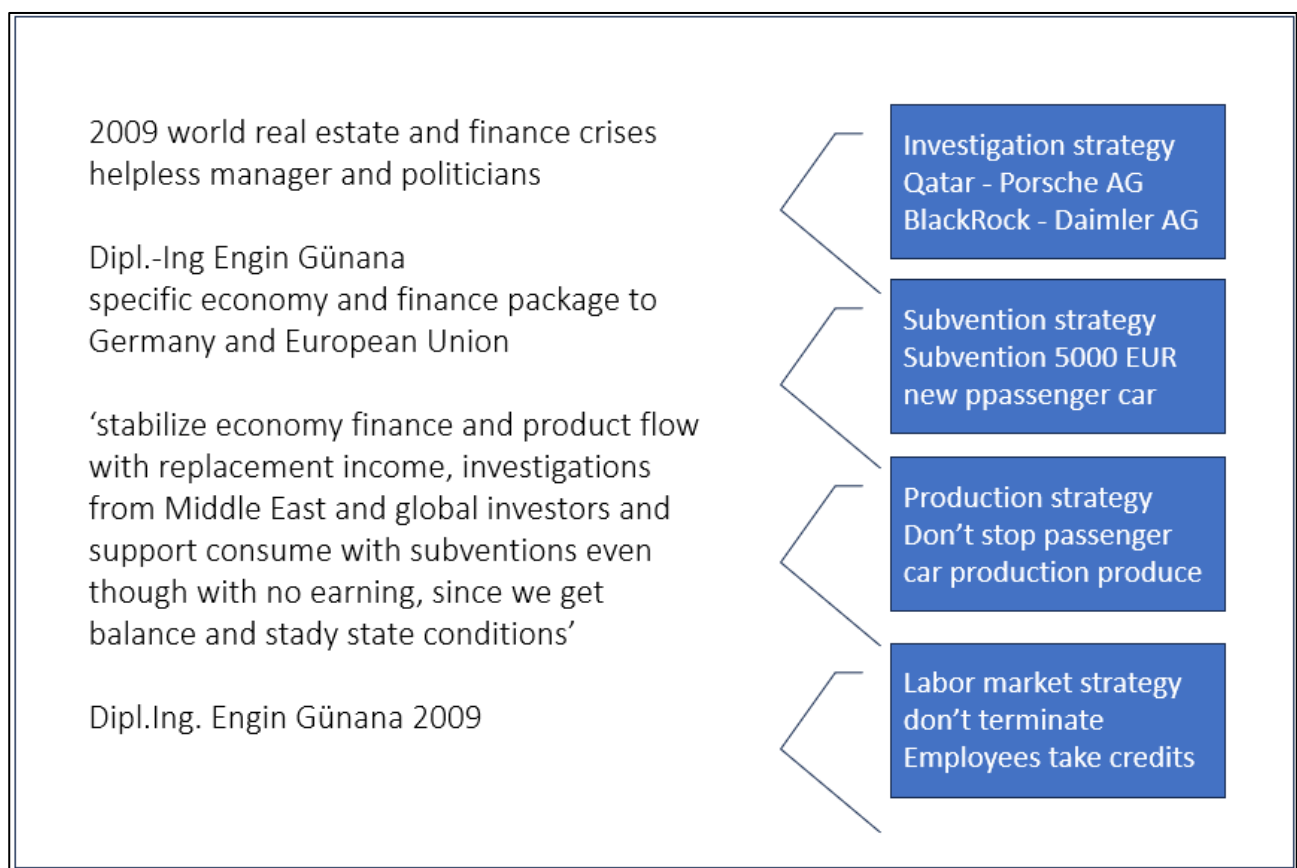 2009 world real estate and finance crises
helpless manager and politicians
Dipl.-Ing Engin Günana
specific economy and finance package to
Germany and European Union
‘stabilize economy finance and product flow
with replacement income, investigations
from Middle East and global investors and
support consume with subventions even
though with no earning, since we get
balance and stady state conditions’
Dipl.Ing. Engin Günana 2009
Investigation strategy
Qatar - Porsche AG
BlackRock - Daimler AG
Subvention strategy
Subvention 5000 EUR
new ppassenger car
Production strategy
Don’t stop passenger
car production produce
Labor market strategy
don’t terminate
Employees take credits